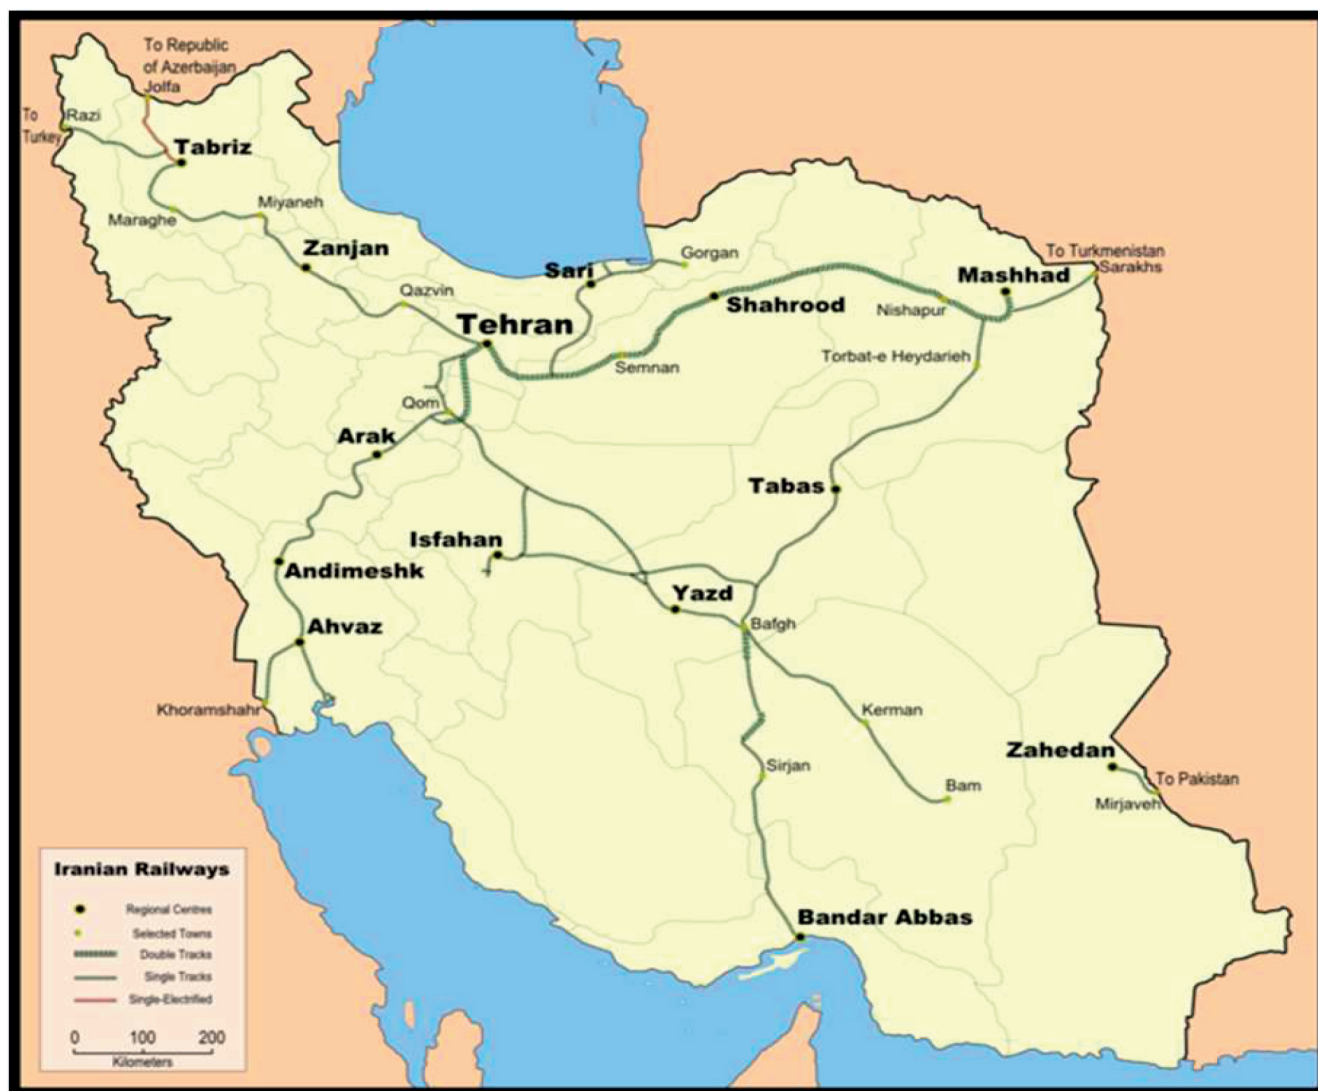 To Republic
of Azerbaijan
Jolfa
To
Turkey
Razi
Tabriz
Maraghe
Miyaneh
Zanjan
Qazvin
Tehran
Sari
Gorgan
Shahrood
Semnan
Nishapur
Mashhad
To Turkmenistan
Sarakhs
Torbat-e Heydarieh
Qom
Arak
Tabas
Isfahan
Andimeshk
Yazd
Ahvaz
Bafgh
Khoramshahr
Kerman
Zahedan
Sirjan
Bam
To Pakistan
Mirjaveh
Bandar Abbas
Iranian Railways
Regional Centres
Selected Towns
Double Tracks
Single Tracks
Single-Electrified
0 100 200
Kilometers